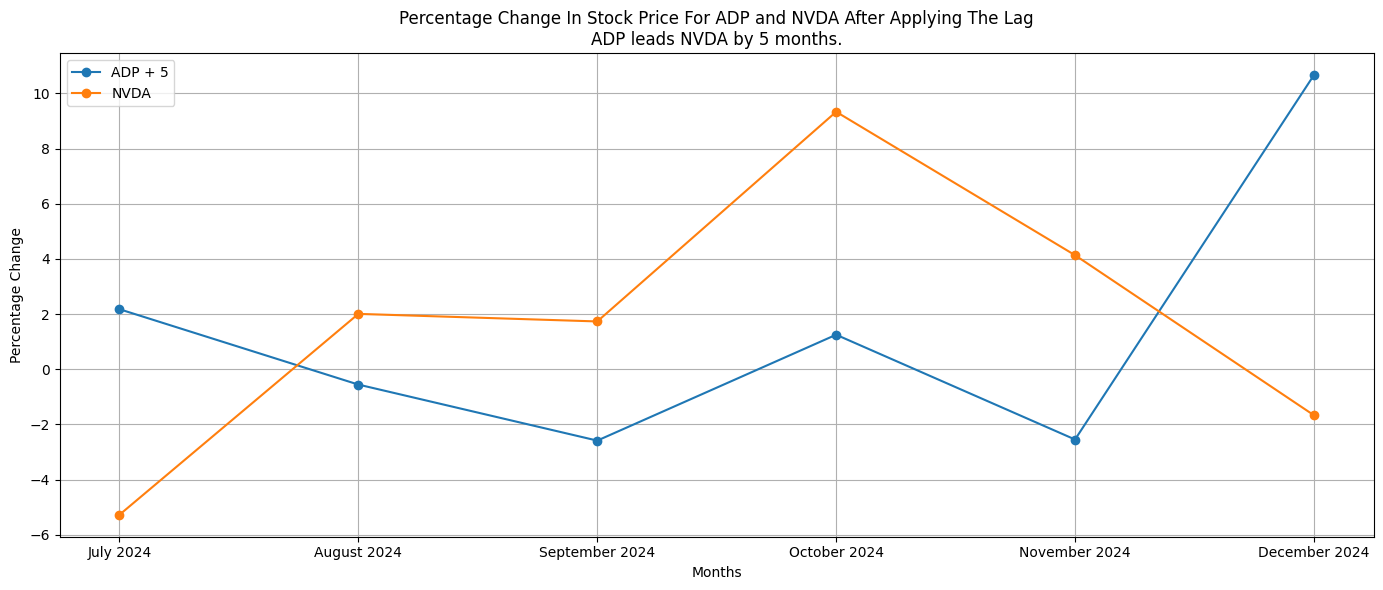 Percentage Change In Stock Price For ADP and NVDA After Applying The Lag
ADP leads NVDA by 5 months.
ADP + 5
NVDA
Percentage Change
10
8
6
4
2
0
−2
−4
−6
July 2024 August 2024 September 2024 October 2024 November 2024 December 2024
Months